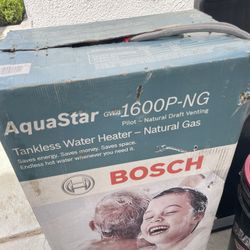 AquaStar GWH 1600P-NG
Pilot – Natural Draft Venting
Tankless Water Heater – Natural Gas
Saves energy. Saves money. Saves space.
Endless hot water whenever you need it.
BOSCH